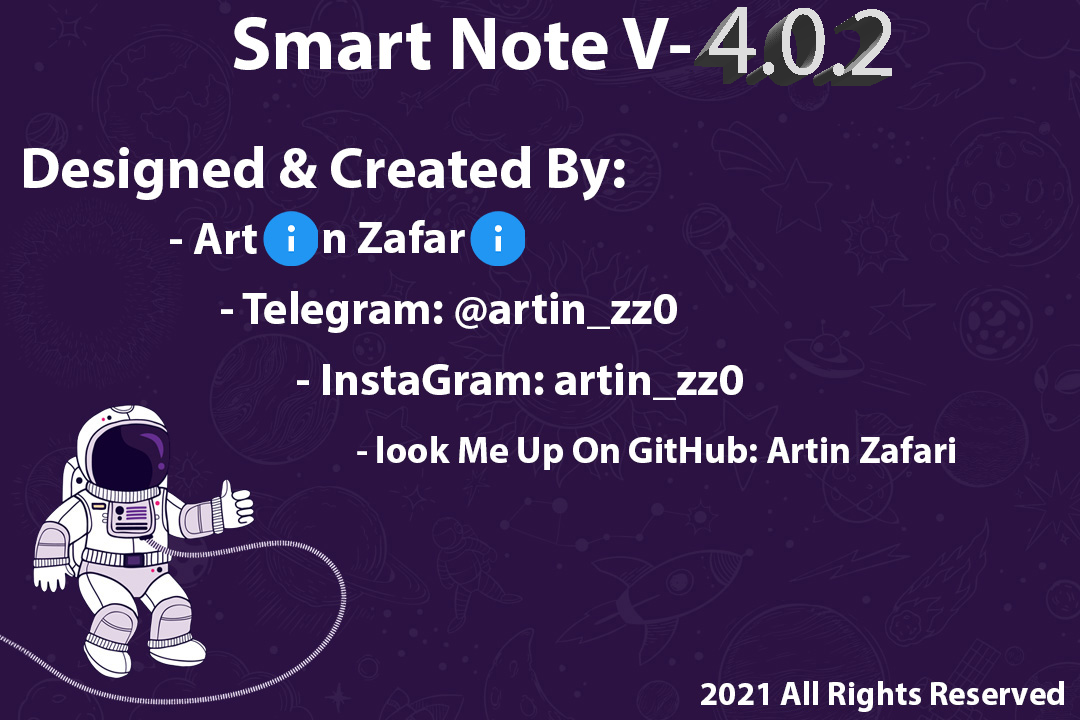 Smart Note V-4.0.2
Designed & Created By:
- Artin Zafari
- Telegram: @artin_zz0
- InstaGram: artin_zz0
- look Me Up On GitHub: Artin Zafari
2021 All Rights Reserved